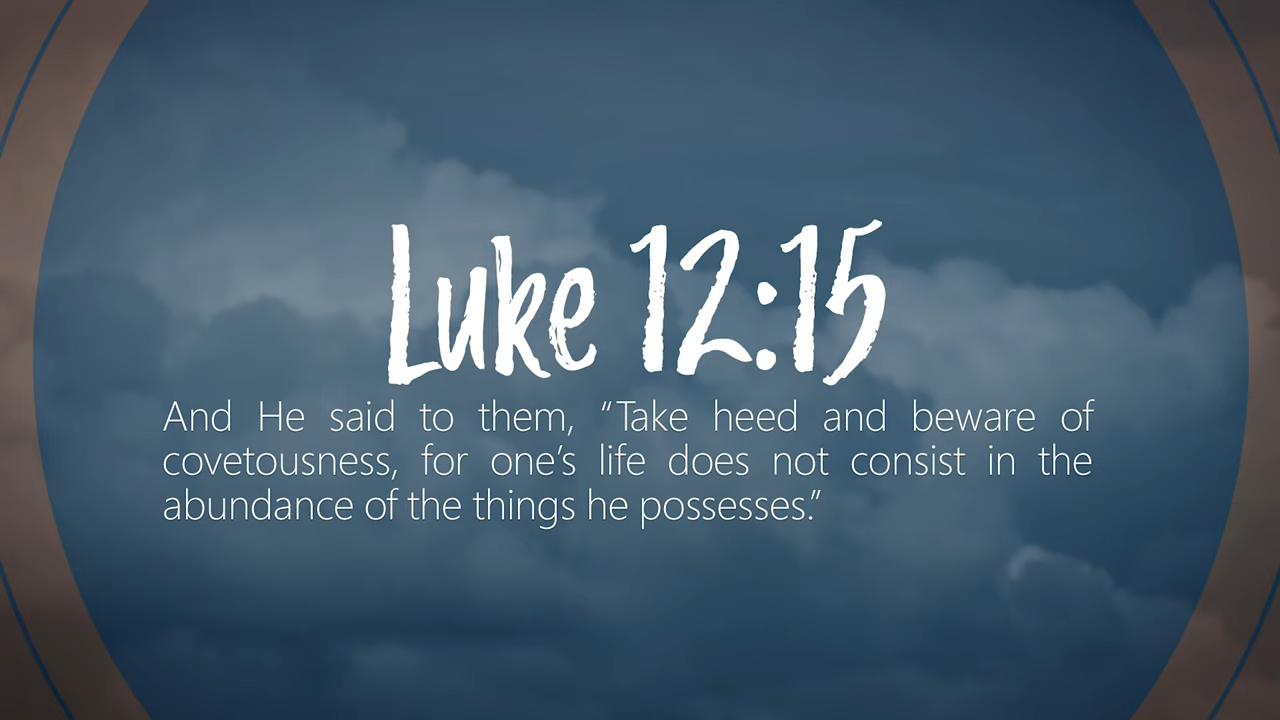 Luke 12:15
And He said to them, “Take heed and beware of
covetousness, for one’s life does not consist in the
abundance of the things he possesses.”